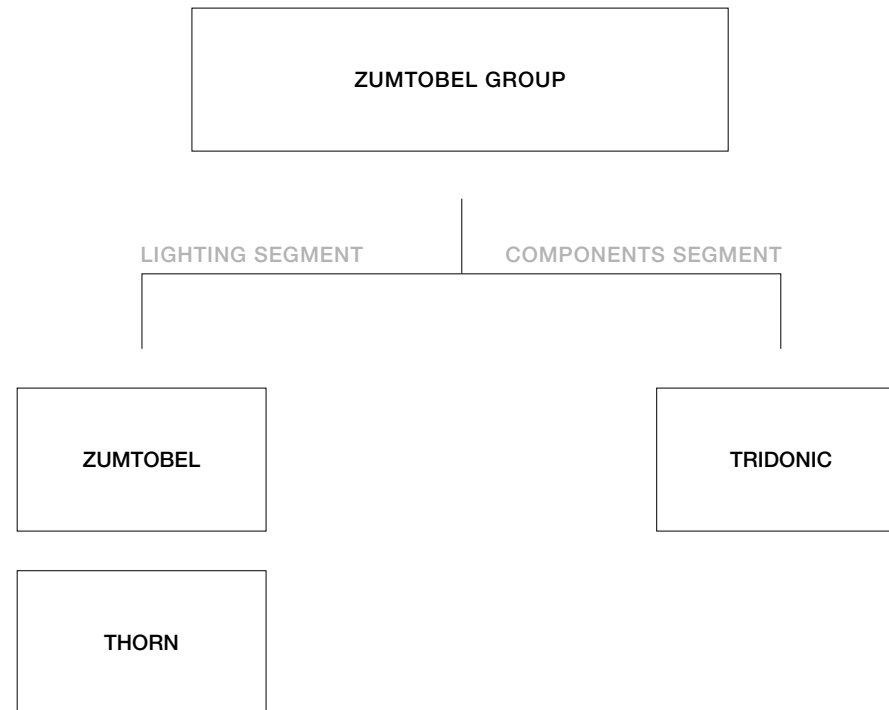 ZUMTOBEL GROUP
LIGHTING SEGMENT
COMPONENTS SEGMENT
ZUMTOBEL
TRIDONIC
THORN